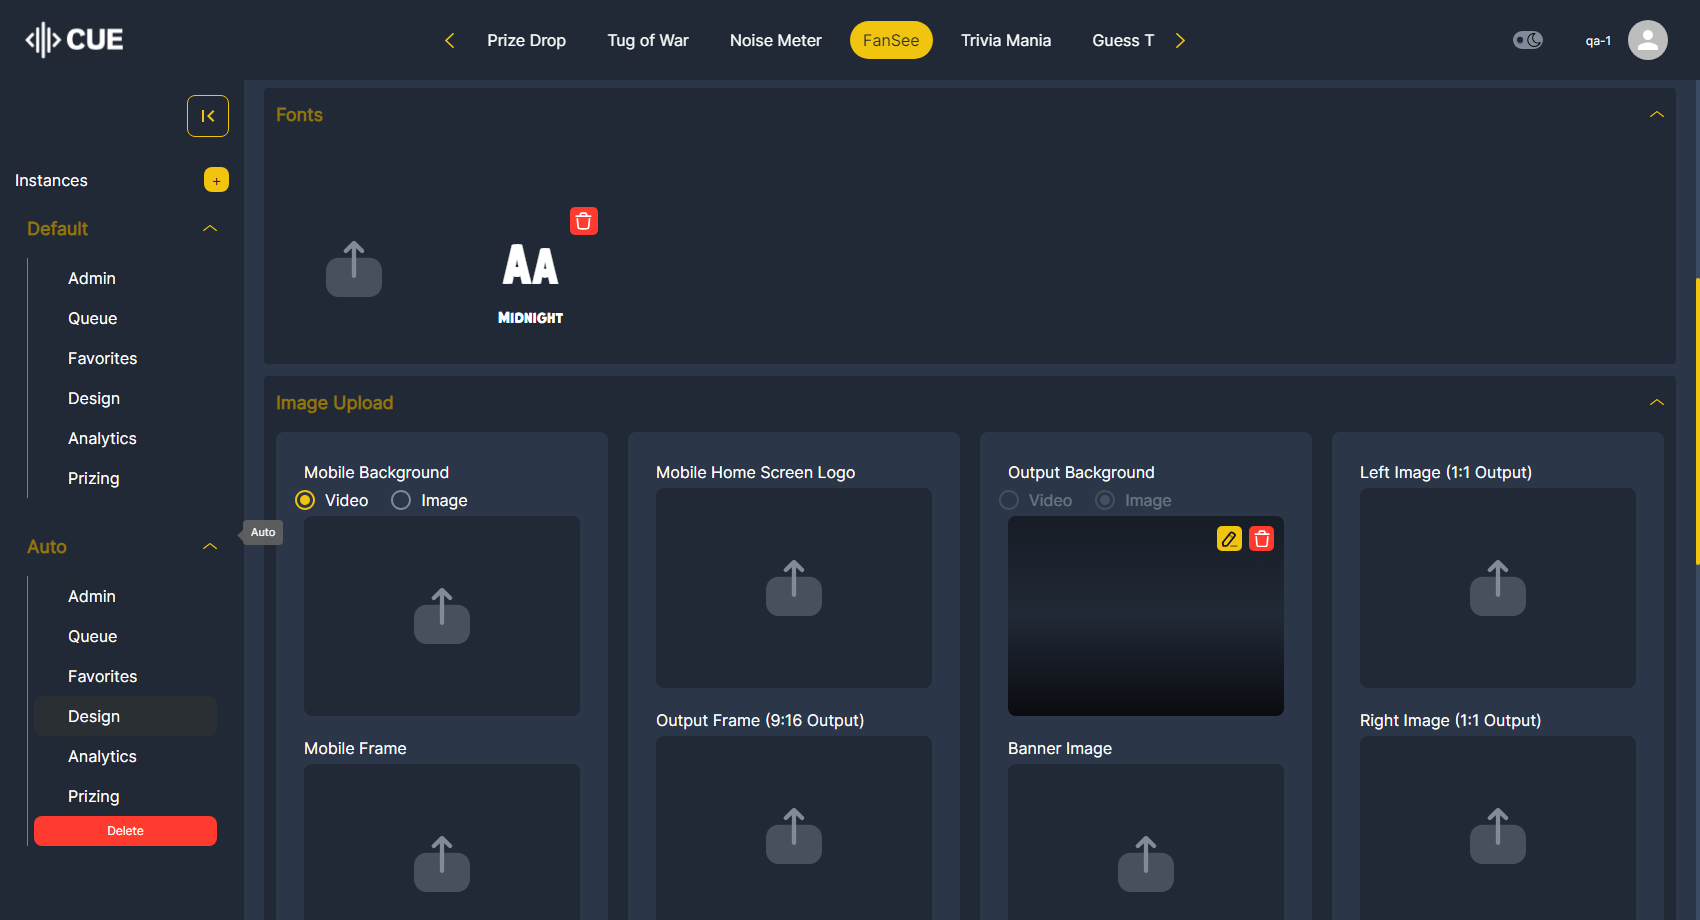 CUE
Prize Drop
Tug of War
Noise Meter
FanSee
Trivia Mania
Guess T
qa-1
Instances
+
Default
Admin
Queue
Favorites
Design
Analytics
Prizing
Auto
Auto
Admin
Queue
Favorites
Design
Analytics
Prizing
Delete
Fonts
AA
MIDNIGHT
Image Upload
Mobile Background
Video
Image
Mobile Frame
Mobile Home Screen Logo
Output Frame (9:16 Output)
Output Background
Video
Image
Banner Image
Left Image (1:1 Output)
Right Image (1:1 Output)